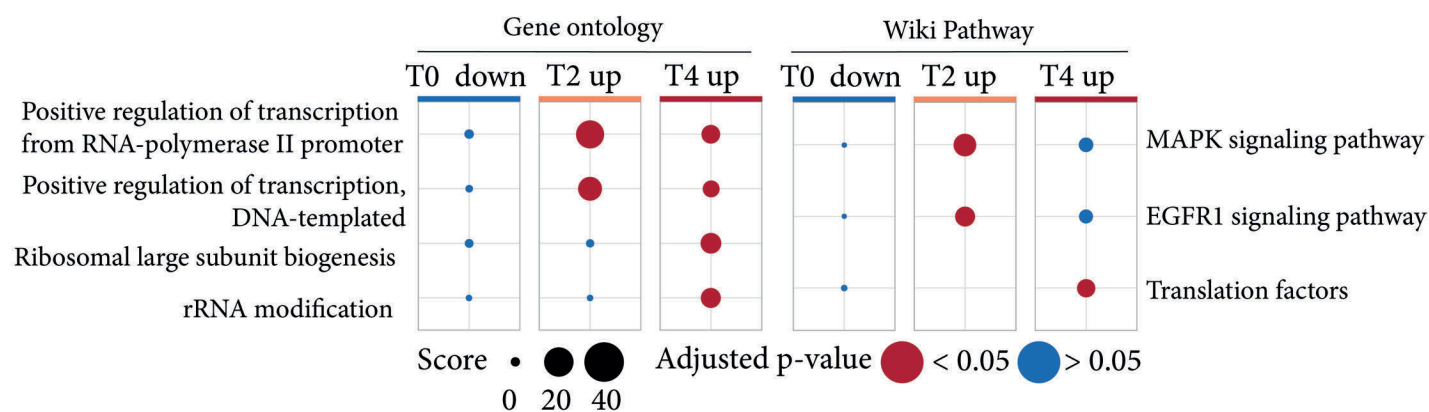 Gene ontology
Wiki Pathway
T0 down
T2 up
T4 up
T0 down
T2 up
T4 up
Positive regulation of transcription
from RNA-polymerase II promoter
Positive regulation of transcription,
DNA-templated
Ribosomal large subunit biogenesis
rRNA modification
MAPK signaling pathway
EGFR1 signaling pathway
Translation factors
Score
0 20 40
Adjusted p-value < 0.05 > 0.05